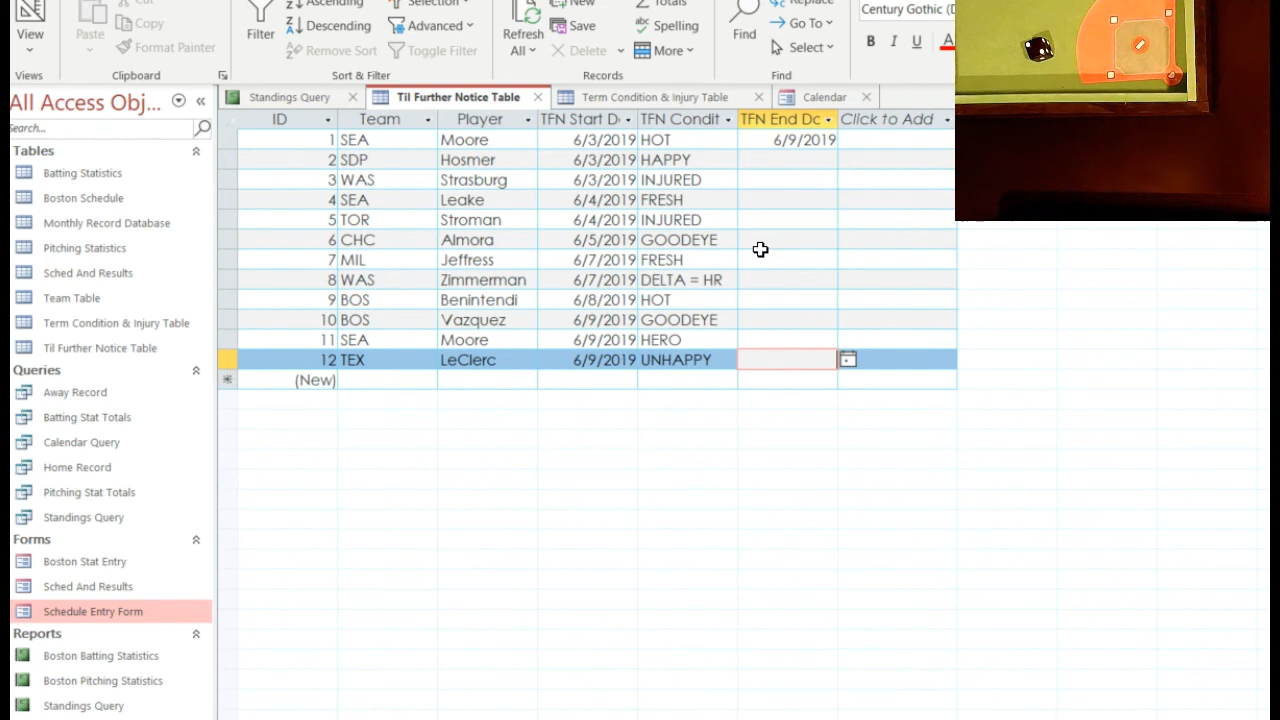 Cut
Ascending
Selection
New
Totals
Replace
Copy
Descending
Advanced
Save
Spelling
Go To
Century Gothic (D
View
Paste
Format Painter
Filter
Remove Sort
Toggle Filter
Refresh
All
Delete
More
Find
Select
B I U A
Views
Clipboard
Sort & Filter
Records
Find
All Access Obj...
Standings Query
Til Further Notice Table
Term Condition & Injury Table
Calendar
Search...
ID Team Player TFN Start D TFN Condit TFN End Dc Click to Add
1 SEA Moore 6/3/2019 HOT 6/9/2019
2 SDP Hosmer 6/3/2019 HAPPY
3 WAS Strasburg 6/3/2019 INJURED
4 SEA Leake 6/4/2019 FRESH
5 TOR Stroman 6/4/2019 INJURED
6 CHC Almora 6/5/2019 GOODEYE
7 MIL Jeffress 6/7/2019 FRESH
8 WAS Zimmerman 6/7/2019 DELTA = HR
9 BOS Benintendi 6/8/2019 HOT
10 BOS Vazquez 6/9/2019 GOODEYE
11 SEA Moore 6/9/2019 HERO
12 TEX LeClerc 6/9/2019 UNHAPPY
(New)
Tables
Batting Statistics
Boston Schedule
Monthly Record Database
Pitching Statistics
Sched And Results
Team Table
Term Condition & Injury Table
Til Further Notice Table
Queries
Away Record
Batting Stat Totals
Calendar Query
Home Record
Pitching Stat Totals
Standings Query
Forms
Boston Stat Entry
Sched And Results
Schedule Entry Form
Reports
Boston Batting Statistics
Boston Pitching Statistics
Standings Query